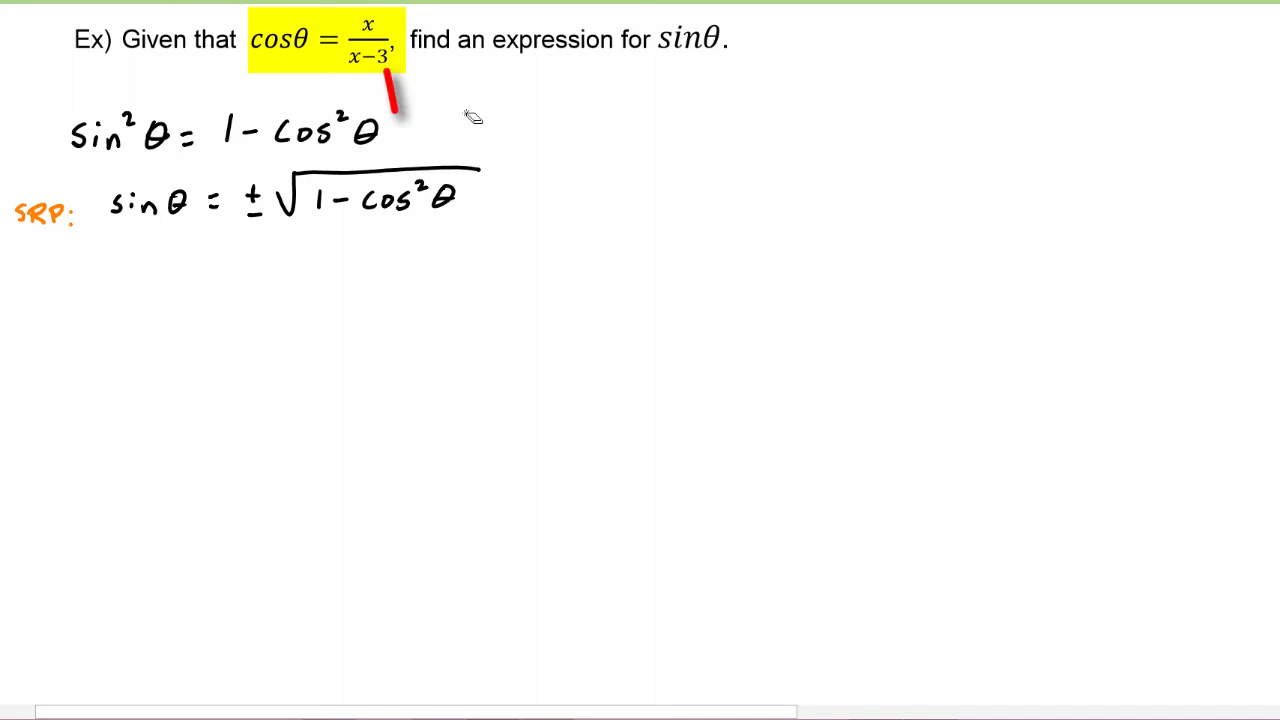 Ex) Given that cosθ = x/x−3, find an expression for sinθ.
sin²θ = 1 - cos²θ
SRP: sinθ = ±√1 - cos²θ